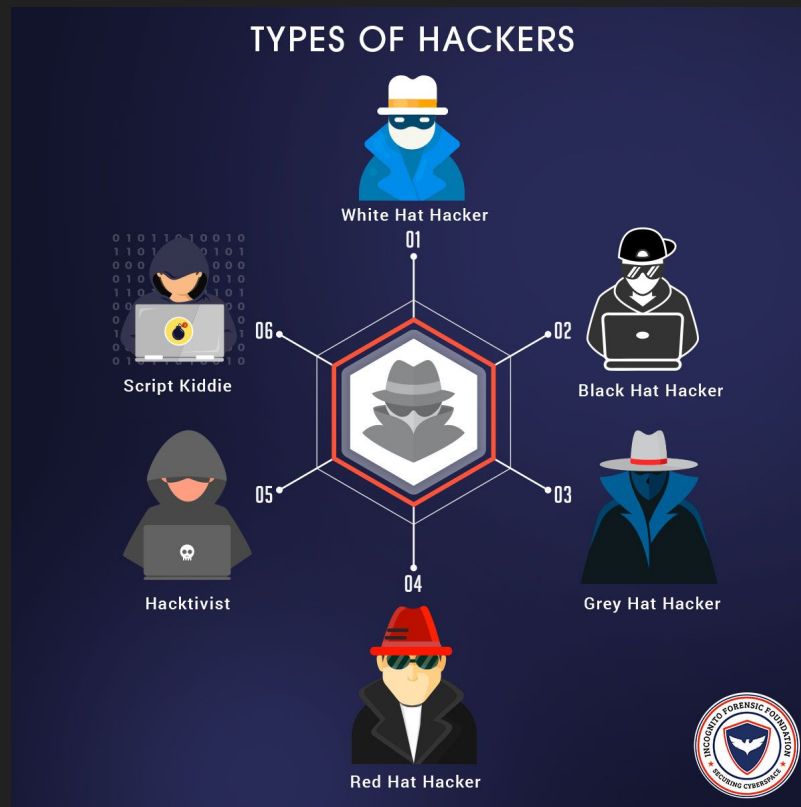 TYPES OF HACKERS
White Hat Hacker
01
02
Black Hat Hacker
03
Grey Hat Hacker
04
Red Hat Hacker
05
Hacktivist
06
Script Kiddie
INCOGNITO FORENSIC FOUNDATION
SECURING CYBERSPACE